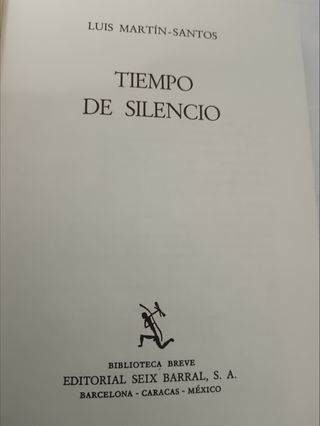 LUIS MARTÍN-SANTOS
TIEMPO
DE SILENCIO
BIBLIOTECA BREVE
EDITORIAL SEIX BARRAL, S. A.
BARCELONA - CARACAS - MÉXICO